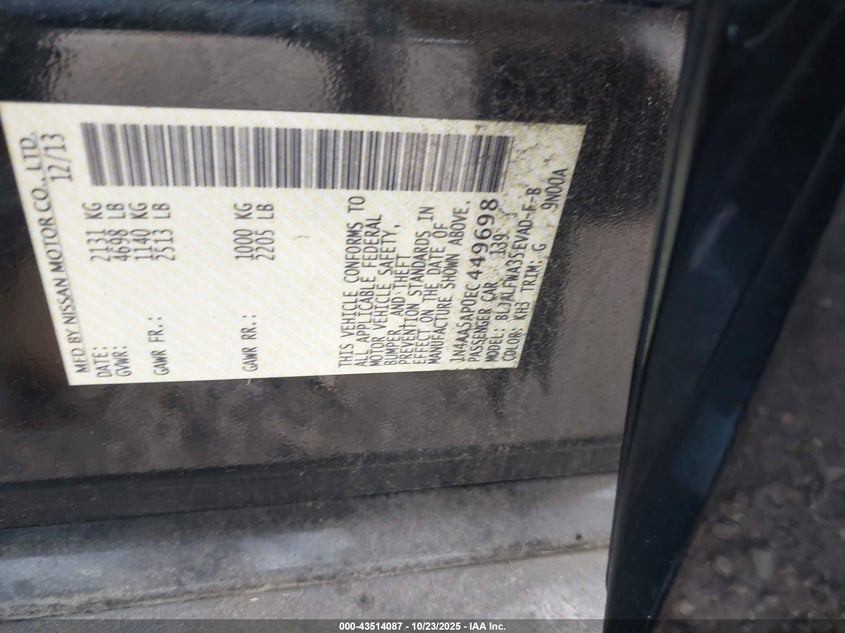 MFD BY NISSAN MOTOR CO., LTD.
DATE: 12/13
GVWR: 2131 KG
4698 LB
GAWR FR.: 1140 KG
2513 LB
GAWR RR.: 1000 KG
2205 LB
THIS VEHICLE CONFORMS TO
ALL APPLICABLE FEDERAL
MOTOR VEHICLE SAFETY,
BUMPER, AND THEFT
PREVENTION STANDARDS IN
EFFECT ON THE DATE OF
MANUFACTURE SHOWN ABOVE.
1N4AA5AP0EC449698
PASSENGER CAR 139
MODEL: BLJALFWA35EVAD-F-B
COLOR: KH3 TRIM: G 9N00A
000-43514087 - 10/23/2025 - IAA Inc.